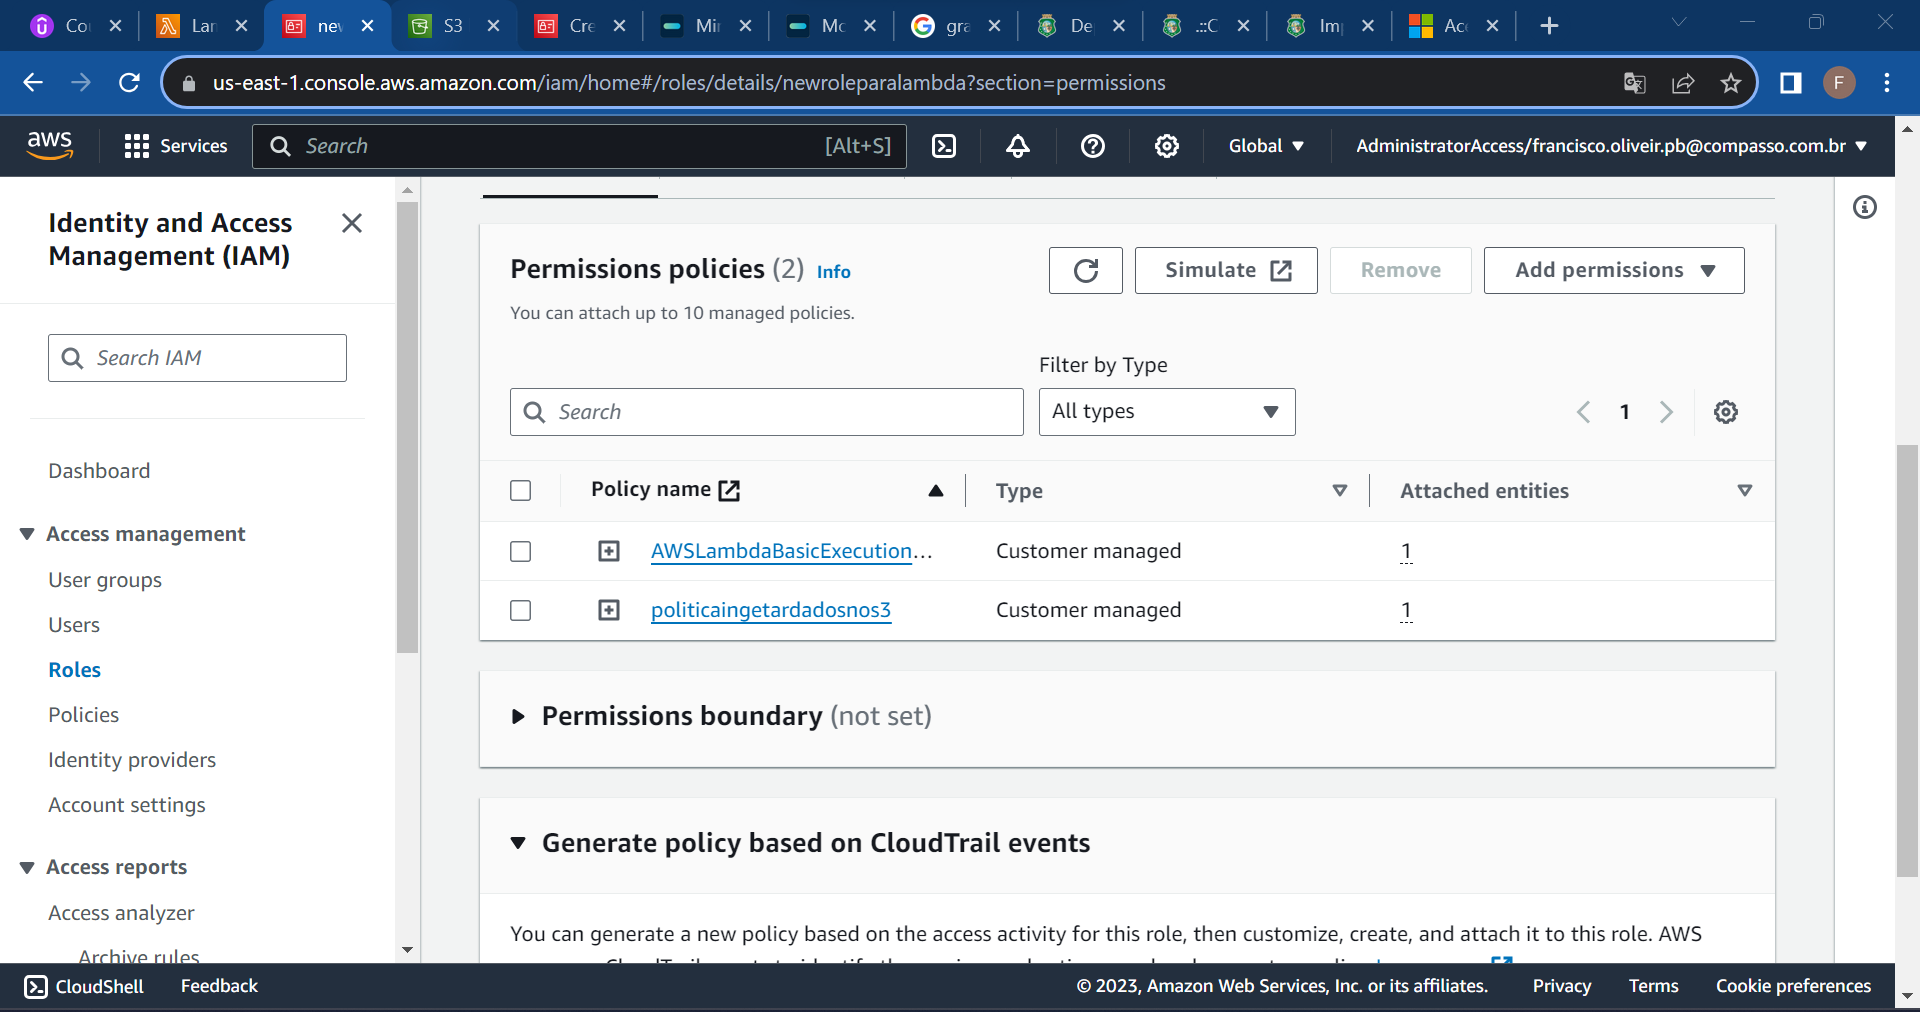 Co
Lan
nev
S3
Cre
Min
Mo
gra
De
.::C
Imp
Acc
us-east-1.console.aws.amazon.com/iam/home#/roles/details/newroleparalambda?section=permissions
F
aws
Services
Search
[Alt+S]
Global
AdministratorAccess/francisco.oliveir.pb@compasso.com.br
Identity and Access
Management (IAM)
Search IAM
Dashboard
Access management
User groups
Users
Roles
Policies
Identity providers
Account settings
Access reports
Access analyzer
Archive rules
Permissions policies (2) Info
You can attach up to 10 managed policies.
Simulate
Remove
Add permissions
Filter by Type
Search
All types
1
Policy name
Type
Attached entities
AWSLambdaBasicExecution...
Customer managed
1
politicaingetardadosnos3
Customer managed
1
Permissions boundary (not set)
Generate policy based on CloudTrail events
You can generate a new policy based on the access activity for this role, then customize, create, and attach it to this role. AWS
CloudShell
Feedback
© 2023, Amazon Web Services, Inc. or its affiliates.
Privacy
Terms
Cookie preferences